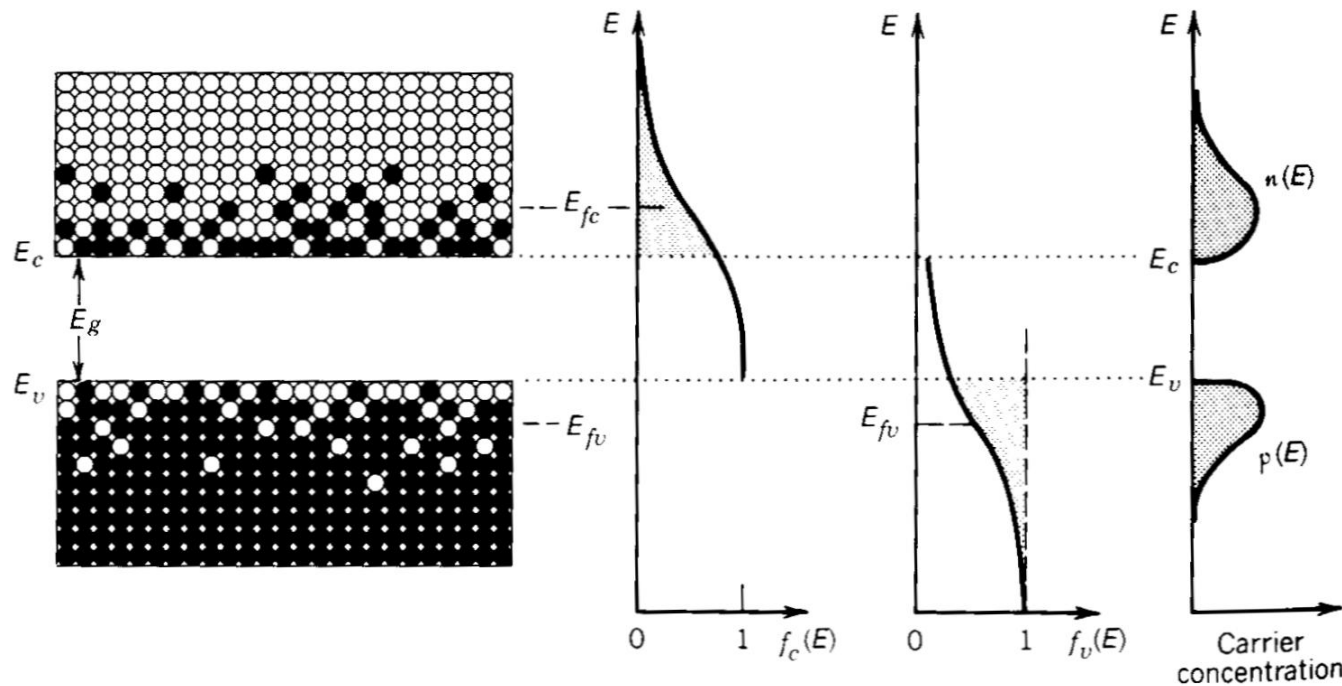 E
E
E
E_fc
E_c
E_c
E_g
E_v
E_v
E_fv
E_fv
n(E)
p(E)
0
1
f_c(E)
0
1
f_v(E)
Carrier
concentration